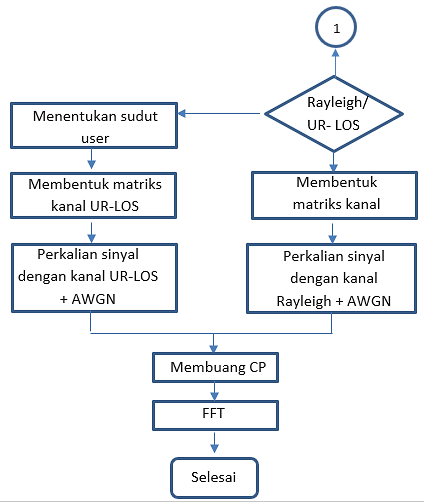 1
Rayleigh/
UR- LOS
Menentukan sudut
user
Membentuk matriks
kanal UR-LOS
Membentuk
matriks kanal
Perkalian sinyal
dengan kanal UR-LOS
+ AWGN
Perkalian sinyal
dengan kanal
Rayleigh + AWGN
Membuang CP
FFT
Selesai